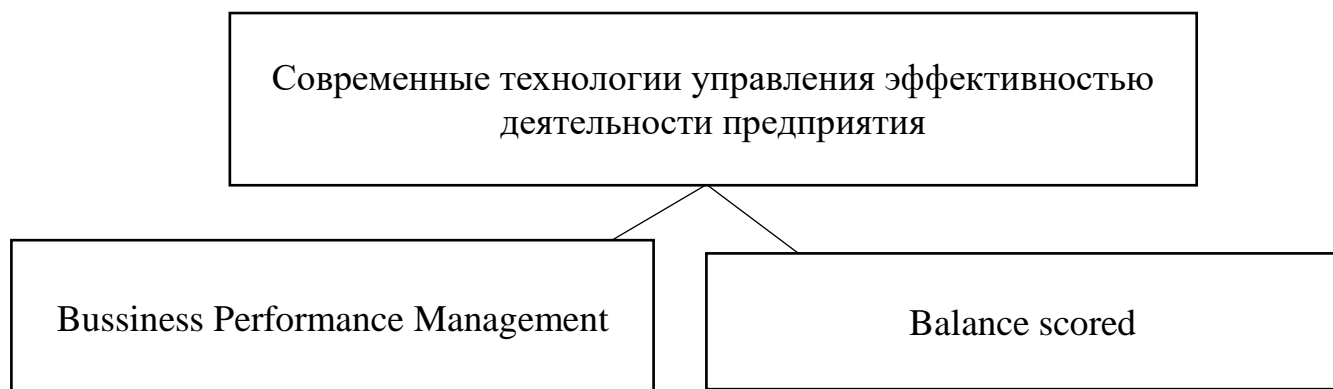 Современные технологии управления эффективностью
деятельности предприятия
Bussiness Performance Management
Balance scored